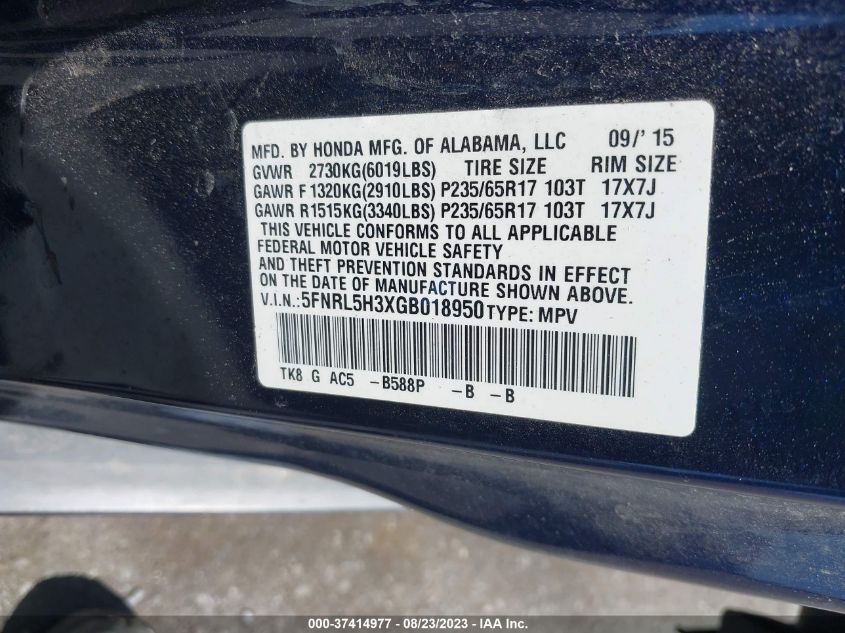 MFD. BY HONDA MFG. OF ALABAMA, LLC 09/' 15
GVWR 2730KG(6019LBS) TIRE SIZE RIM SIZE
GAWR F1320KG(2910LBS) P235/65R17 103T 17X7J
GAWR R1515KG(3340LBS) P235/65R17 103T 17X7J
THIS VEHICLE CONFORMS TO ALL APPLICABLE
FEDERAL MOTOR VEHICLE SAFETY
AND THEFT PREVENTION STANDARDS IN EFFECT
ON THE DATE OF MANUFACTURE SHOWN ABOVE.
V.I.N.:5FNRL5H3XGB018950 TYPE: MPV
TK8 G AC5 -B588P -B -B
000-37414977 - 08/23/2023 - IAA Inc.